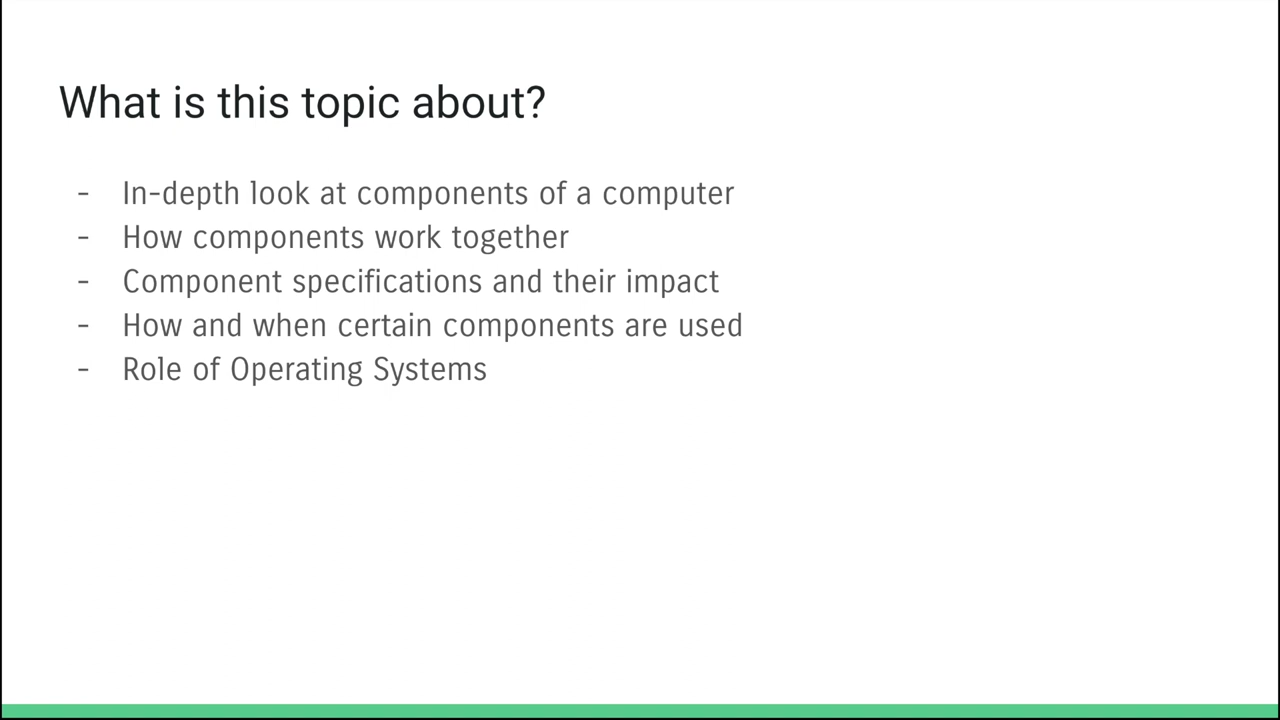 What is this topic about?
- In-depth look at components of a computer
- How components work together
- Component specifications and their impact
- How and when certain components are used
- Role of Operating Systems